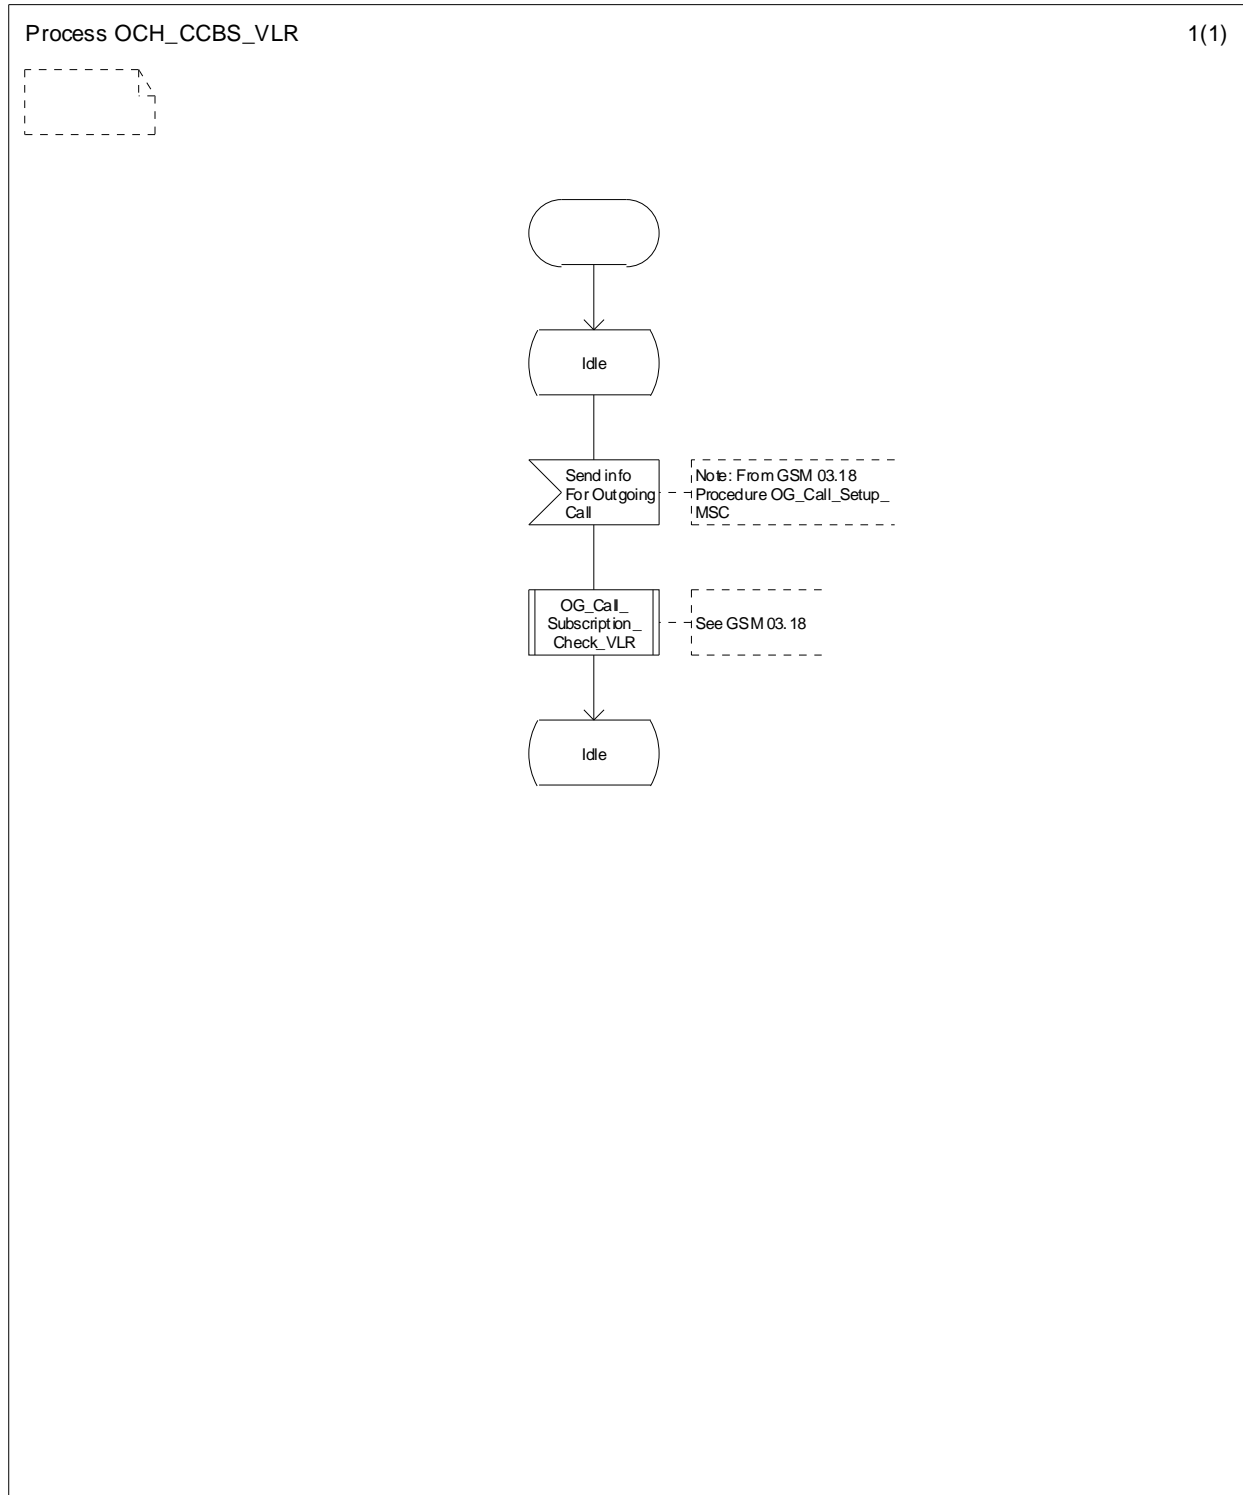 Process OCH_CCBS_VLR
1(1)
Idle
Send info
For Outgoing
Call
Note: From GSM 03.18
Procedure OG_Call_Setup_
MSC
OG_Call_
Subscription_
Check_VLR
See GSM 03.18
Idle